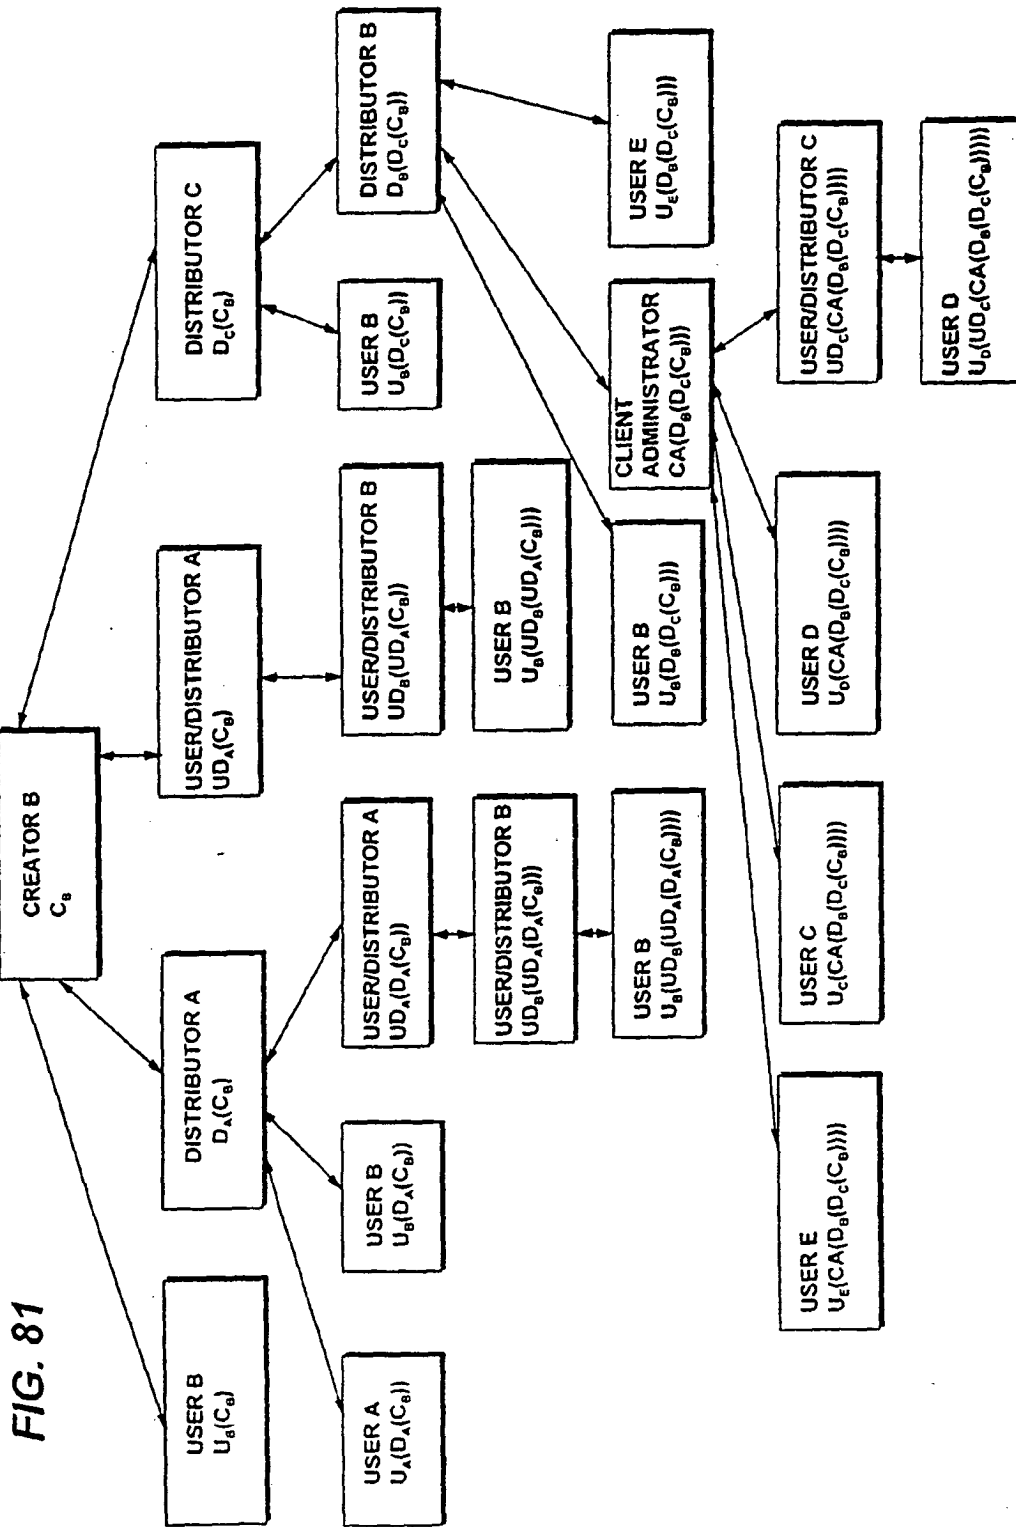 FIG. 81
CREATOR B
C_B
USER B
U_B(C_B)
DISTRIBUTOR A
D_A(C_B)
USER/DISTRIBUTOR A
UD_A(C_B)
DISTRIBUTOR C
D_C(C_B)
USER A
U_A(D_A(C_B))
USER B
U_B(D_A(C_B))
USER/DISTRIBUTOR A
UD_A(D_A(C_B))
USER/DISTRIBUTOR B
UD_B(UD_A(C_B))
USER B
U_B(D_C(C_B))
DISTRIBUTOR B
D_B(D_C(C_B))
USER/DISTRIBUTOR B
UD_B(UD_A(D_A(C_B)))
USER B
U_B(UD_B(UD_A(C_B)))
USER B
U_B(UD_B(UD_A(D_A(C_B))))
USER B
U_B(D_B(D_C(C_B)))
CLIENT
ADMINISTRATOR
CA(D_B(D_C(C_B)))
USER E
U_E(D_B(D_C(C_B)))
USER E
U_E(CA(D_B(D_C(C_B))))
USER C
U_C(CA(D_B(D_C(C_B))))
USER D
U_D(CA(D_B(D_C(C_B))))
USER/DISTRIBUTOR C
UD_C(CA(D_B(D_C(C_B))))
USER D
U_D(UD_C(CA(D_B(D_C(C_B)))))